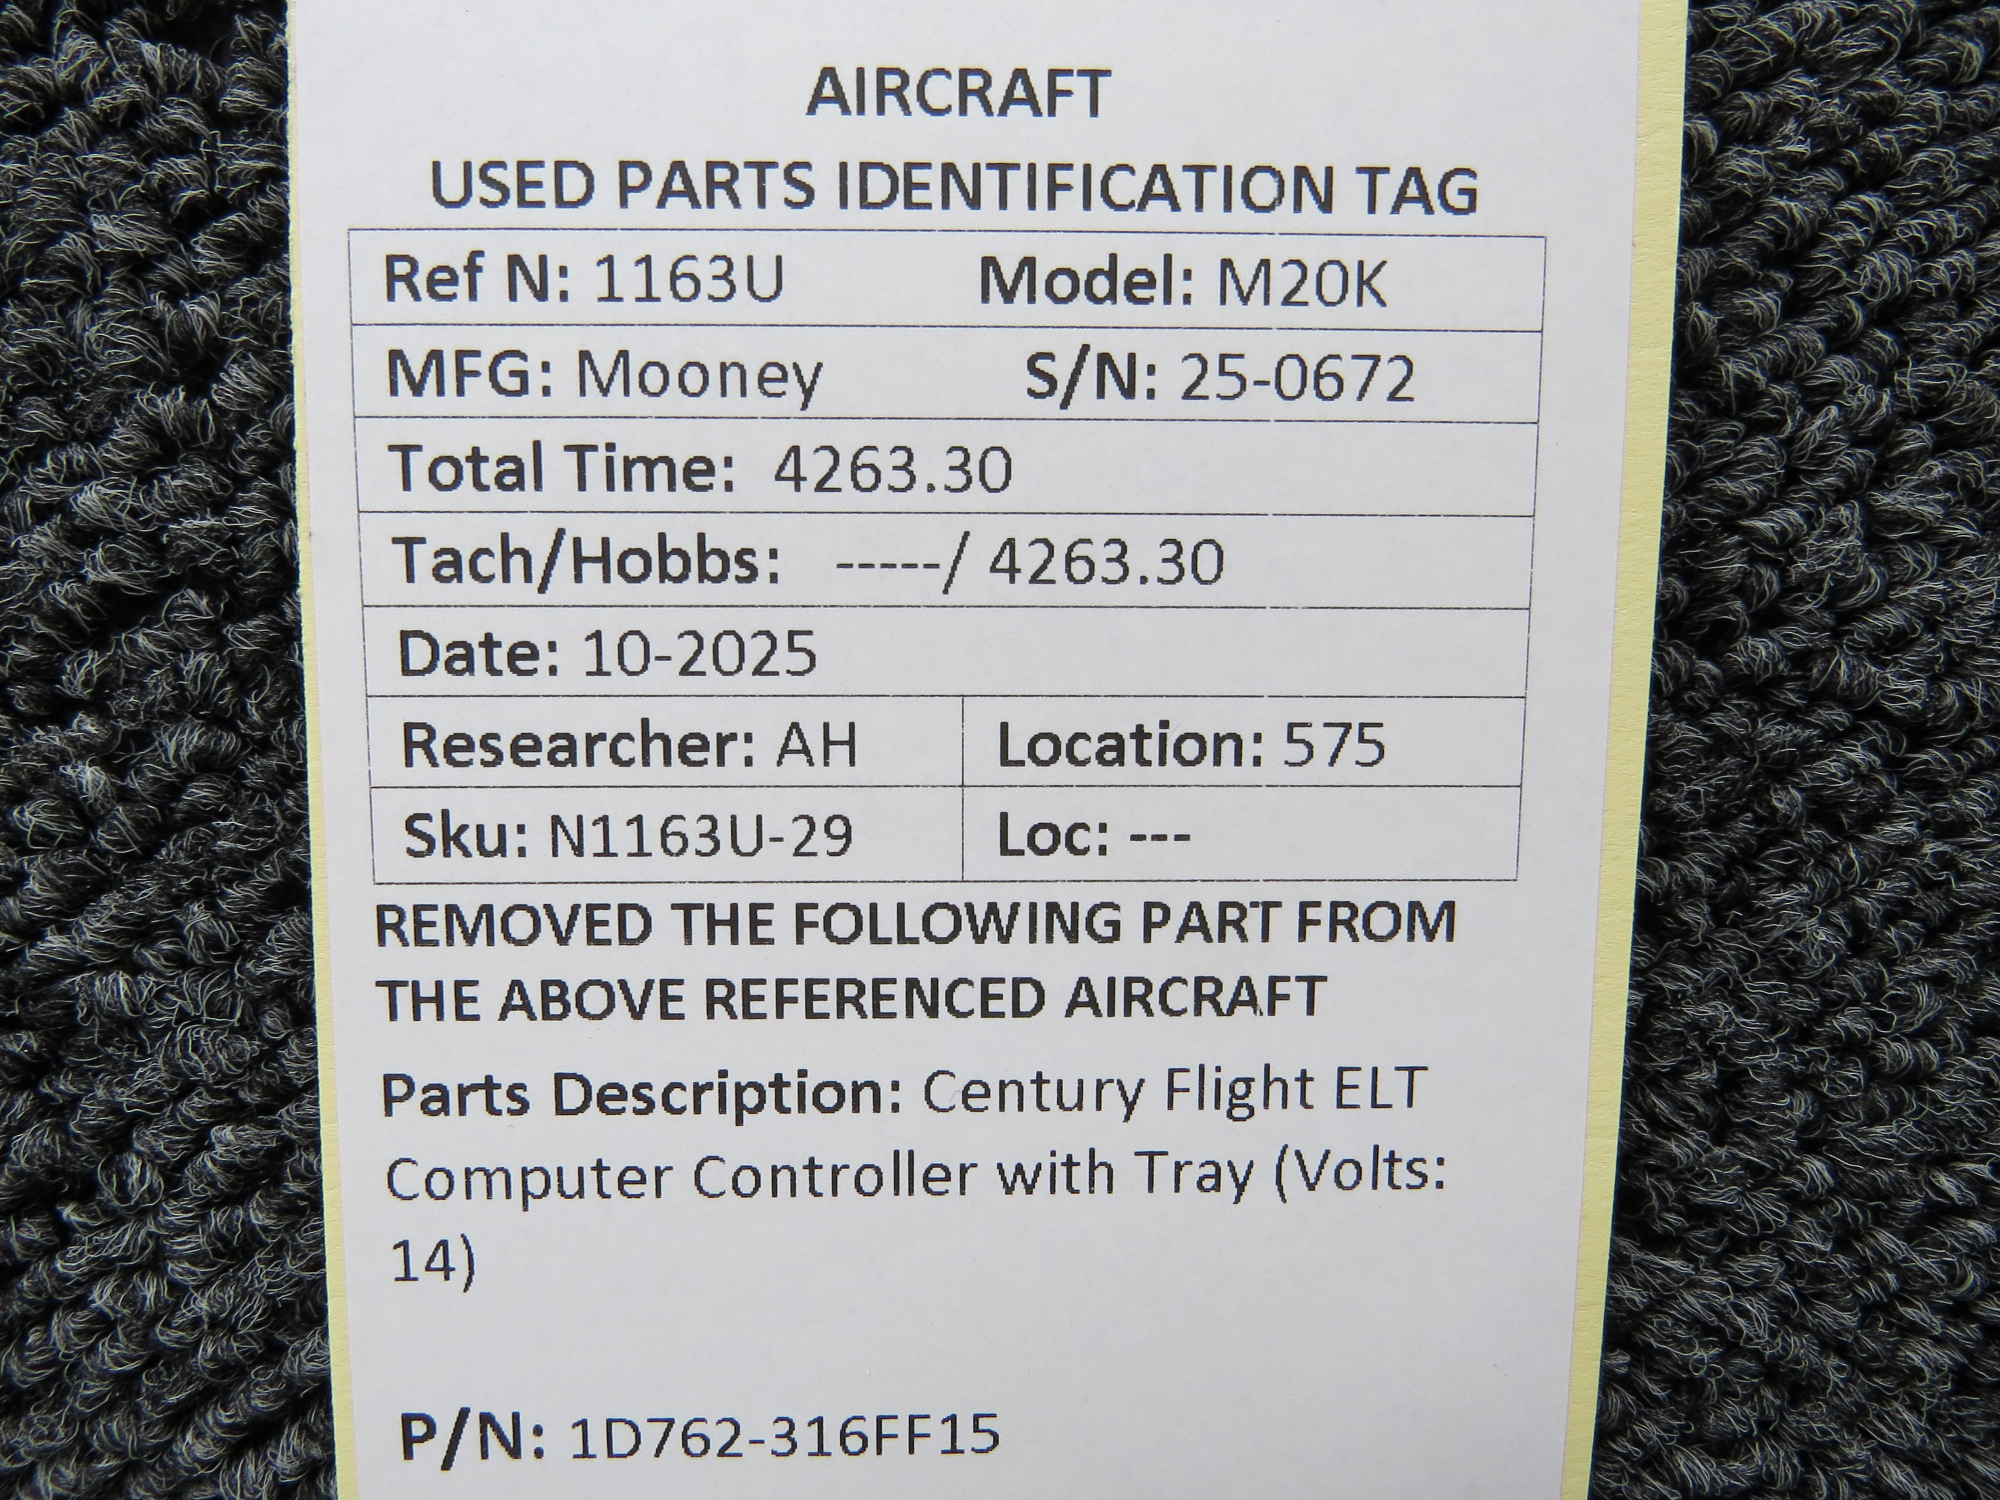 AIRCRAFT
USED PARTS IDENTIFICATION TAG
Ref N: 1163U Model: M20K
MFG: Mooney S/N: 25-0672
Total Time: 4263.30
Tach/Hobbs: -----/ 4263.30
Date: 10-2025
Researcher: AH Location: 575
Sku: N1163U-29 Loc: ---
REMOVED THE FOLLOWING PART FROM
THE ABOVE REFERENCED AIRCRAFT
Parts Description: Century Flight ELT
Computer Controller with Tray (Volts:
14)
P/N: 1D762-316FF15